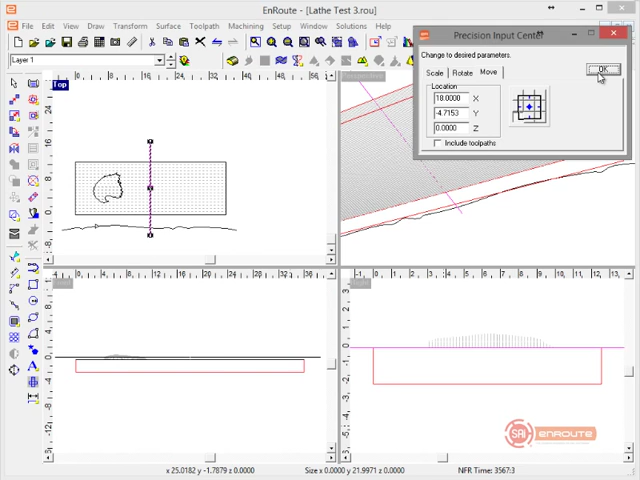 EnRoute - [Lathe Test 3.rou]
File Edit View Draw Transform Surface Toolpath Machining Setup Window Solutions Help
Layer 1
Top
Precision Input Center
Change to desired parameters.
OK
Scale Rotate Move
Location
18.0000 X
-4.7153 Y
0.0000 Z
Include toolpaths
SAi ENROUTE
x 25.0182 y -1.7879 z 0.0000 Size x 0.0000 y 21.9971 z 0.0000 NFR Time: 3567:3